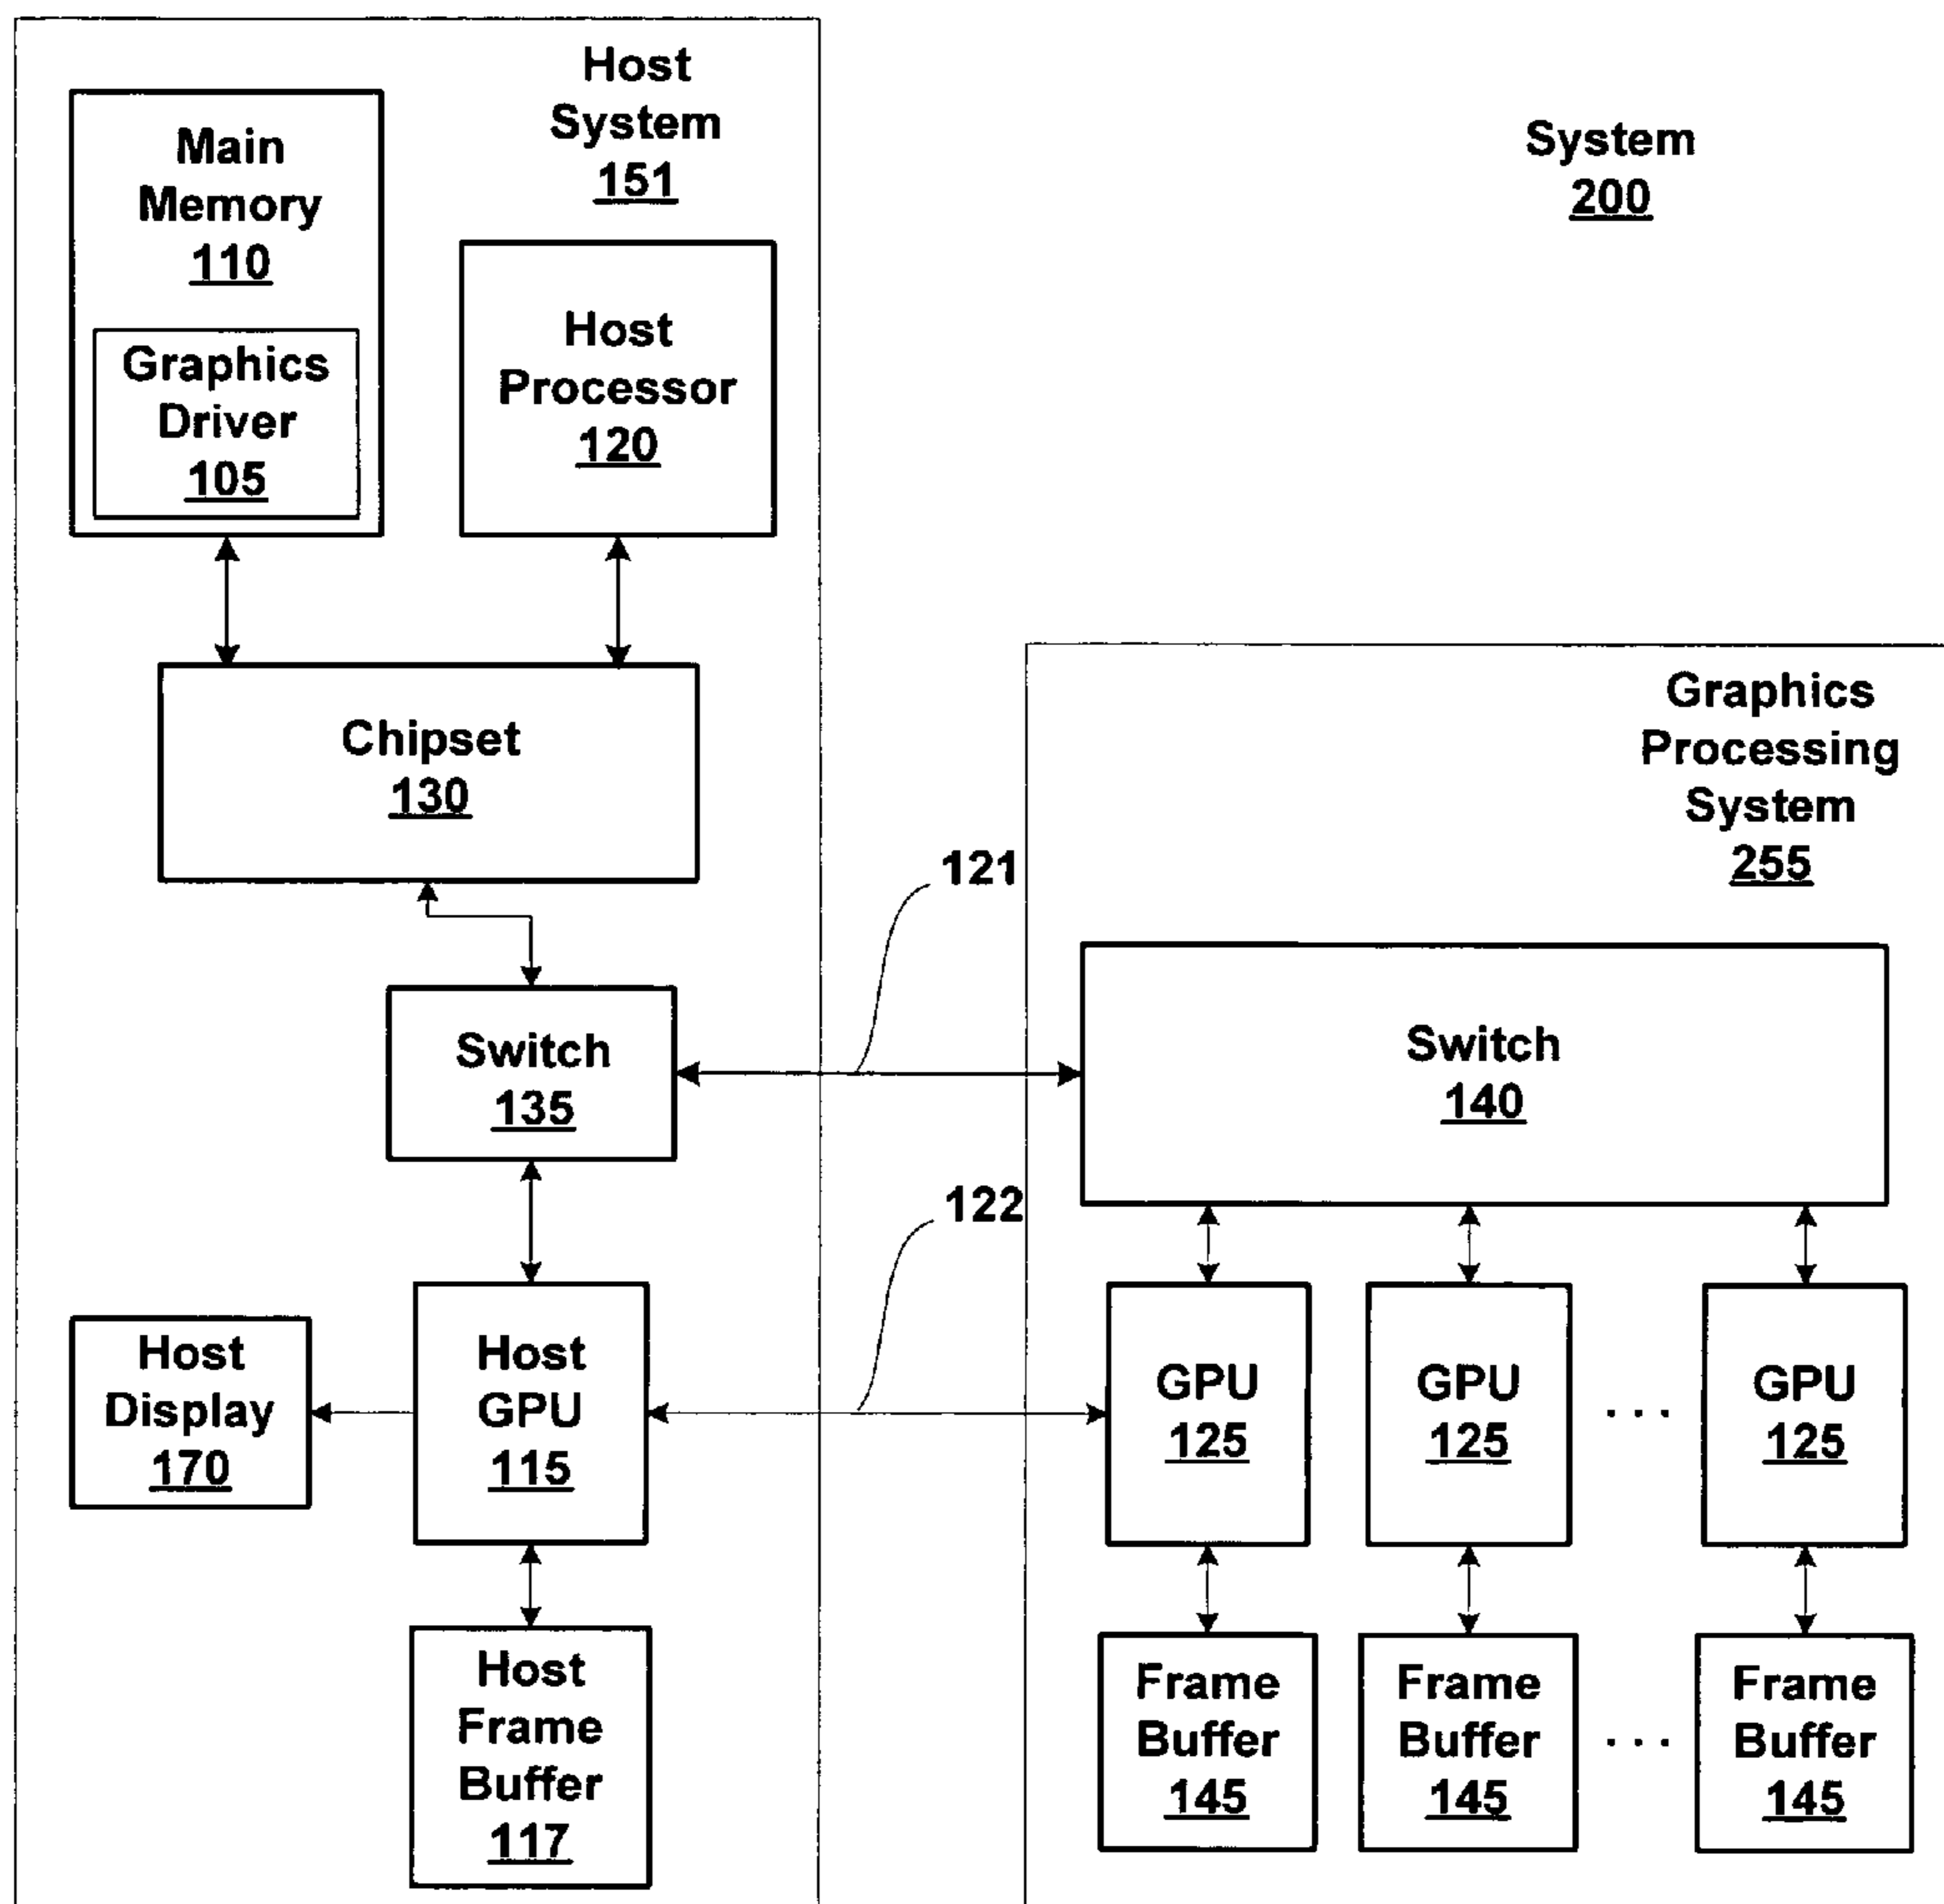 Host
System
151
System
200
Main
Memory
110
Graphics
Driver
105
Host
Processor
120
Chipset
130
Graphics
Processing
System
255
121
Switch
135
Switch
140
122
Host
Display
170
Host
GPU
115
GPU
125
GPU
125
. . .
GPU
125
Host
Frame
Buffer
117
Frame
Buffer
145
Frame
Buffer
145
. . .
Frame
Buffer
145